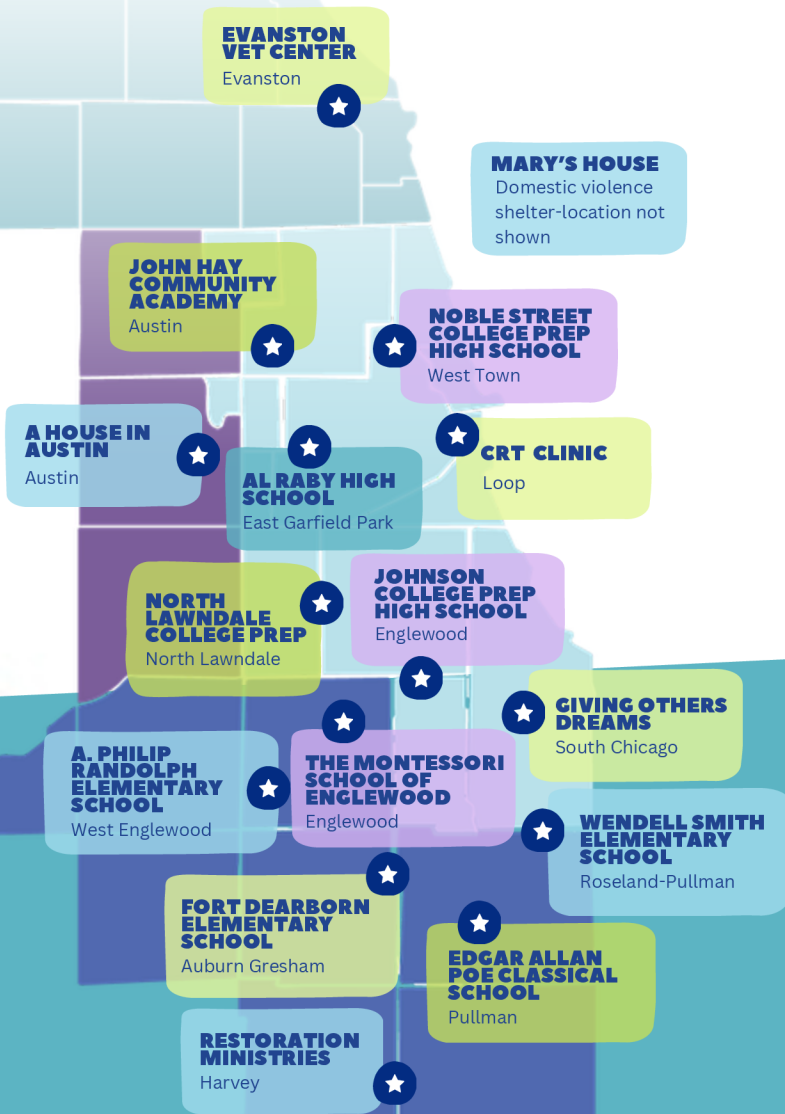 EVANSTON
VET CENTER
Evanston
MARY'S HOUSE
Domestic violence
shelter-location not
shown
JOHN HAY
COMMUNITY
ACADEMY
Austin
NOBLE STREET
COLLEGE PREP
HIGH SCHOOL
West Town
A HOUSE IN
AUSTIN
Austin
CRT CLINIC
Loop
AL RABY HIGH
SCHOOL
East Garfield Park
JOHNSON
COLLEGE PREP
HIGH SCHOOL
Englewood
NORTH
LAWNDALE
COLLEGE PREP
North Lawndale
GIVING OTHERS
DREAMS
South Chicago
A. PHILIP
RANDOLPH
ELEMENTARY
SCHOOL
West Englewood
THE MONTESSORI
SCHOOL OF
ENGLEWOOD
Englewood
WENDELL SMITH
ELEMENTARY
SCHOOL
Roseland-Pullman
FORT DEARBORN
ELEMENTARY
SCHOOL
Auburn Gresham
EDGAR ALLAN
POE CLASSICAL
SCHOOL
Pullman
RESTORATION
MINISTRIES
Harvey